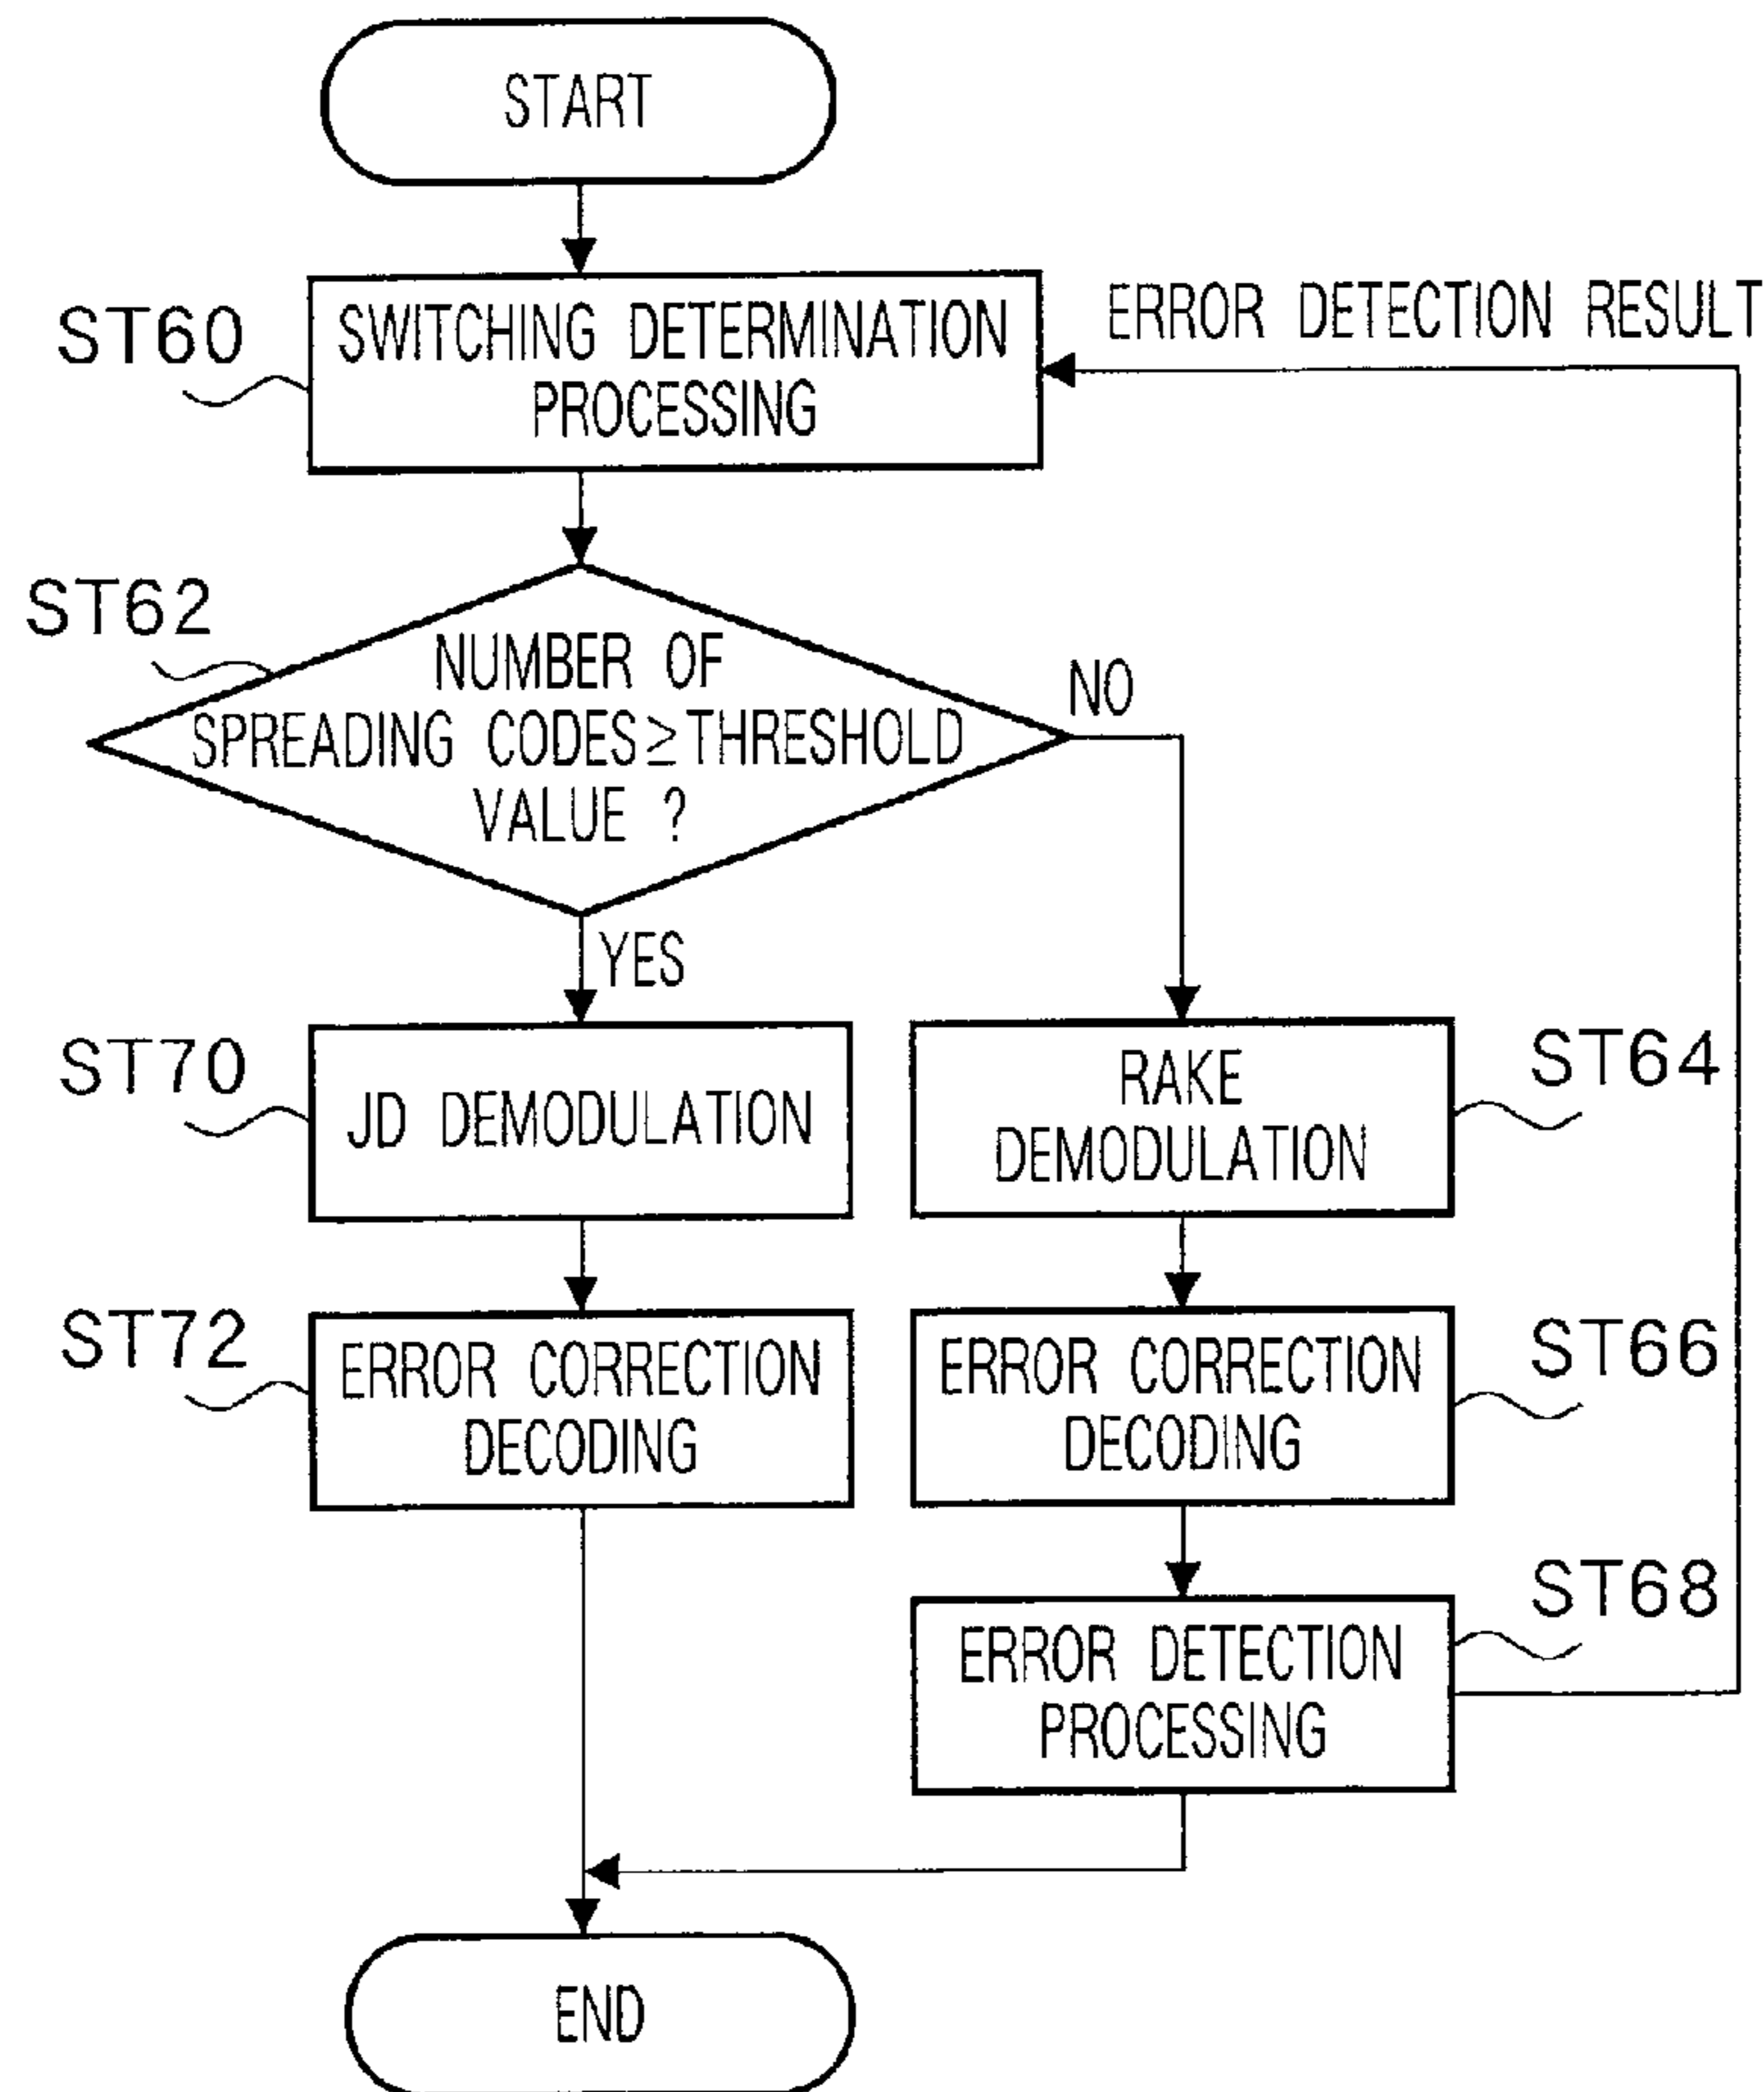 START
ST60
SWITCHING DETERMINATION
PROCESSING
ERROR DETECTION RESULT
ST62
NUMBER OF
SPREADING CODES≥THRESHOLD
VALUE ?
NO
YES
ST70
JD DEMODULATION
RAKE
DEMODULATION
ST64
ST72
ERROR CORRECTION
DECODING
ERROR CORRECTION
DECODING
ST66
ERROR DETECTION
PROCESSING
ST68
END